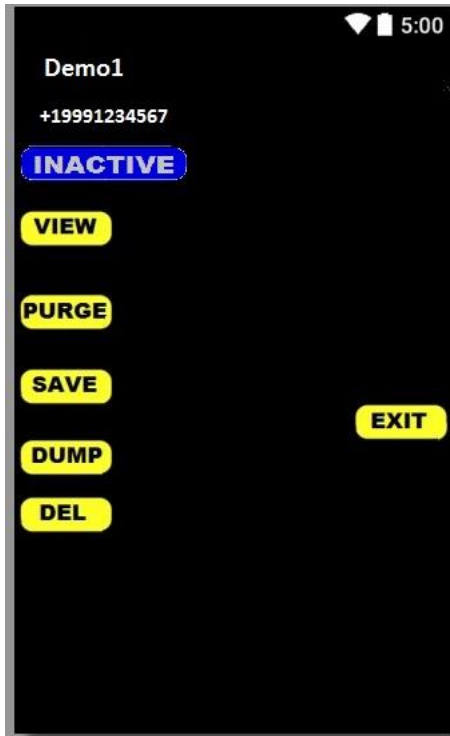 5:00
Demo1
+19991234567
INACTIVE
VIEW
PURGE
SAVE
EXIT
DUMP
DEL